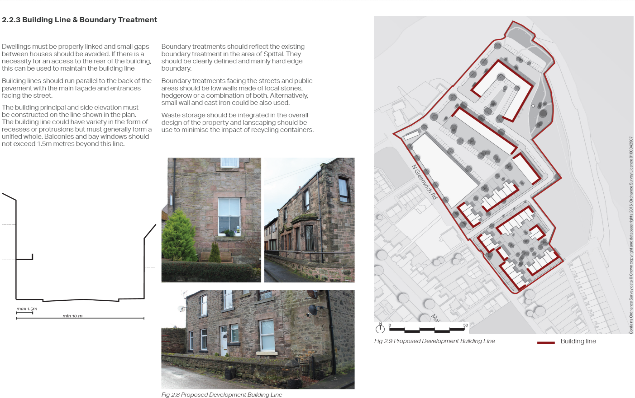 2.2.3 Building Line & Boundary Treatment
Dwellings must be properly linked and small gaps
between houses should be avoided. If there is a
necessity for an access to the rear of the building,
this can be used to maintain the building line
Building lines should run parallel to the back of the
pavement with the main façade and entrances
facing the street.
The building principal and side elevation must
be constructed on the line shown in the plan.
The building line could have variety in the form of
recesses or protrusions but must generally form a
unified whole. Balconies and bay windows should
not exceed 1.5m metres beyond this line.
Boundary treatments should reflect the existing
boundary treatment in the area of Spittal. They
should be clearly defined and mainly hard edge
boundary.
Boundary treatments facing the streets and public
areas should be low walls made of local stones,
hedgerow or a combination of both. Alternatively,
small wall and cast iron could also be used.
Waste storage should be integrated in the overall
design of the property and lanscaping should be
use to minimise the impact of recycling containers.
min 10 m
Fig 2.8 Proposed Development Building Line
Fig 2.9 Proposed Development Building Line
Building line